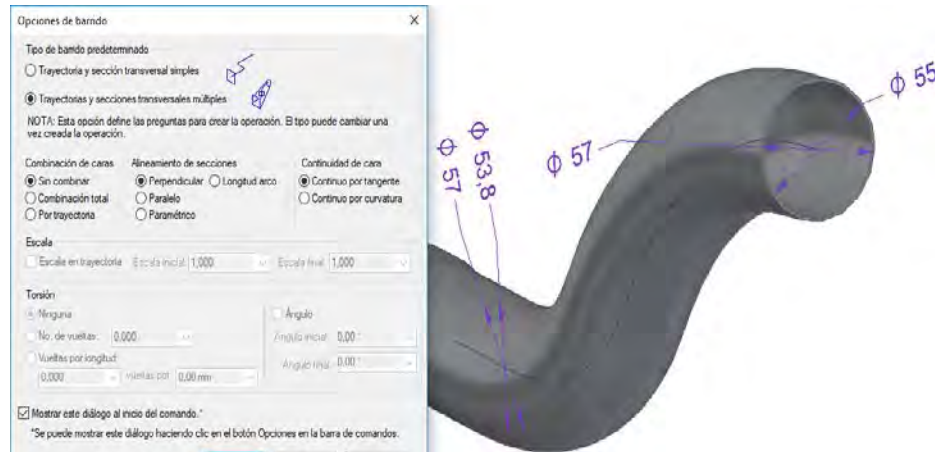 Opciones de barrido
Tipo de barrido predeterminado
Trayectoria y sección transversal simples
Trayectorias y secciones transversales múltiples
NOTA: Esta opción define las preguntas para crear la operación. El tipo puede cambiar una
vez creada la operación.
Combinación de caras Alineamiento de secciones Continuidad de cara
Sin combinar Perpendicular Longitud arco Continuo por tangente
Combinación total Paralelo Continuo por curvatura
Por trayectoria Paramétrico
Escala
Escale en trayectoria Escala inicial: 1,000 Escala final: 1,000
Torsión
Ninguna Ángulo
No. de vueltas: 0,000 Ángulo inicial: 0,00 °
Vueltas por longitud Ángulo final: 0,00 °
0,000 vueltas por 0,00 mm
Mostrar este diálogo al inicio del comando.*
*Se puede mostrar este diálogo haciendo clic en el botón Opciones en la barra de comandos.
ϕ 57
ϕ 53,8
ϕ 57
ϕ 55